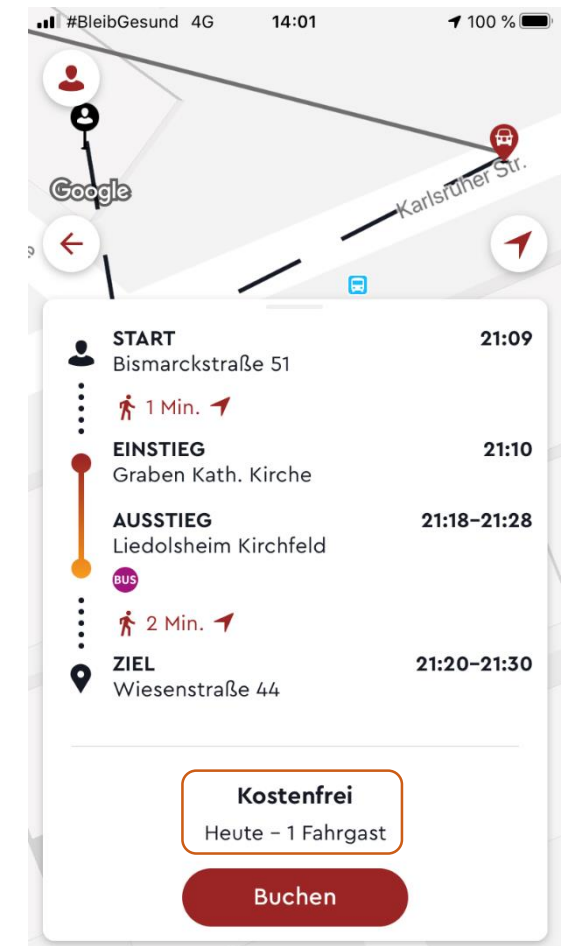 #BleibGesund 4G 14:01 100 %
Google
Karlsruher Str.
START 21:09
Bismarckstraße 51
1 Min.
EINSTIEG 21:10
Graben Kath. Kirche
AUSSTIEG 21:18–21:28
Liedolsheim Kirchfeld
BUS
2 Min.
ZIEL 21:20–21:30
Wiesenstraße 44
Kostenfrei
Heute – 1 Fahrgast
Buchen